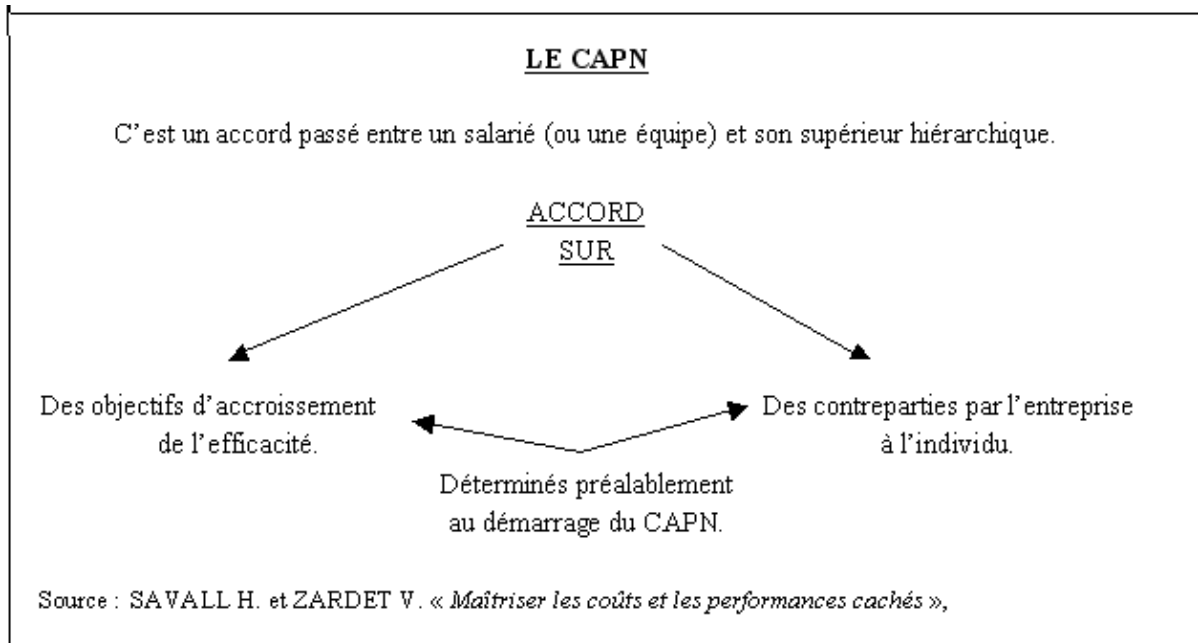 LE CAPN
C'est un accord passé entre un salarié (ou une équipe) et son supérieur hiérarchique.
ACCORD
SUR
Des objectifs d'accroissement
de l'efficacité.
Des contreparties par l'entreprise
à l'individu.
Déterminés préalablement
au démarrage du CAPN.
Source : SAVALL H. et ZARDET V. « Maîtriser les coûts et les performances cachés »,